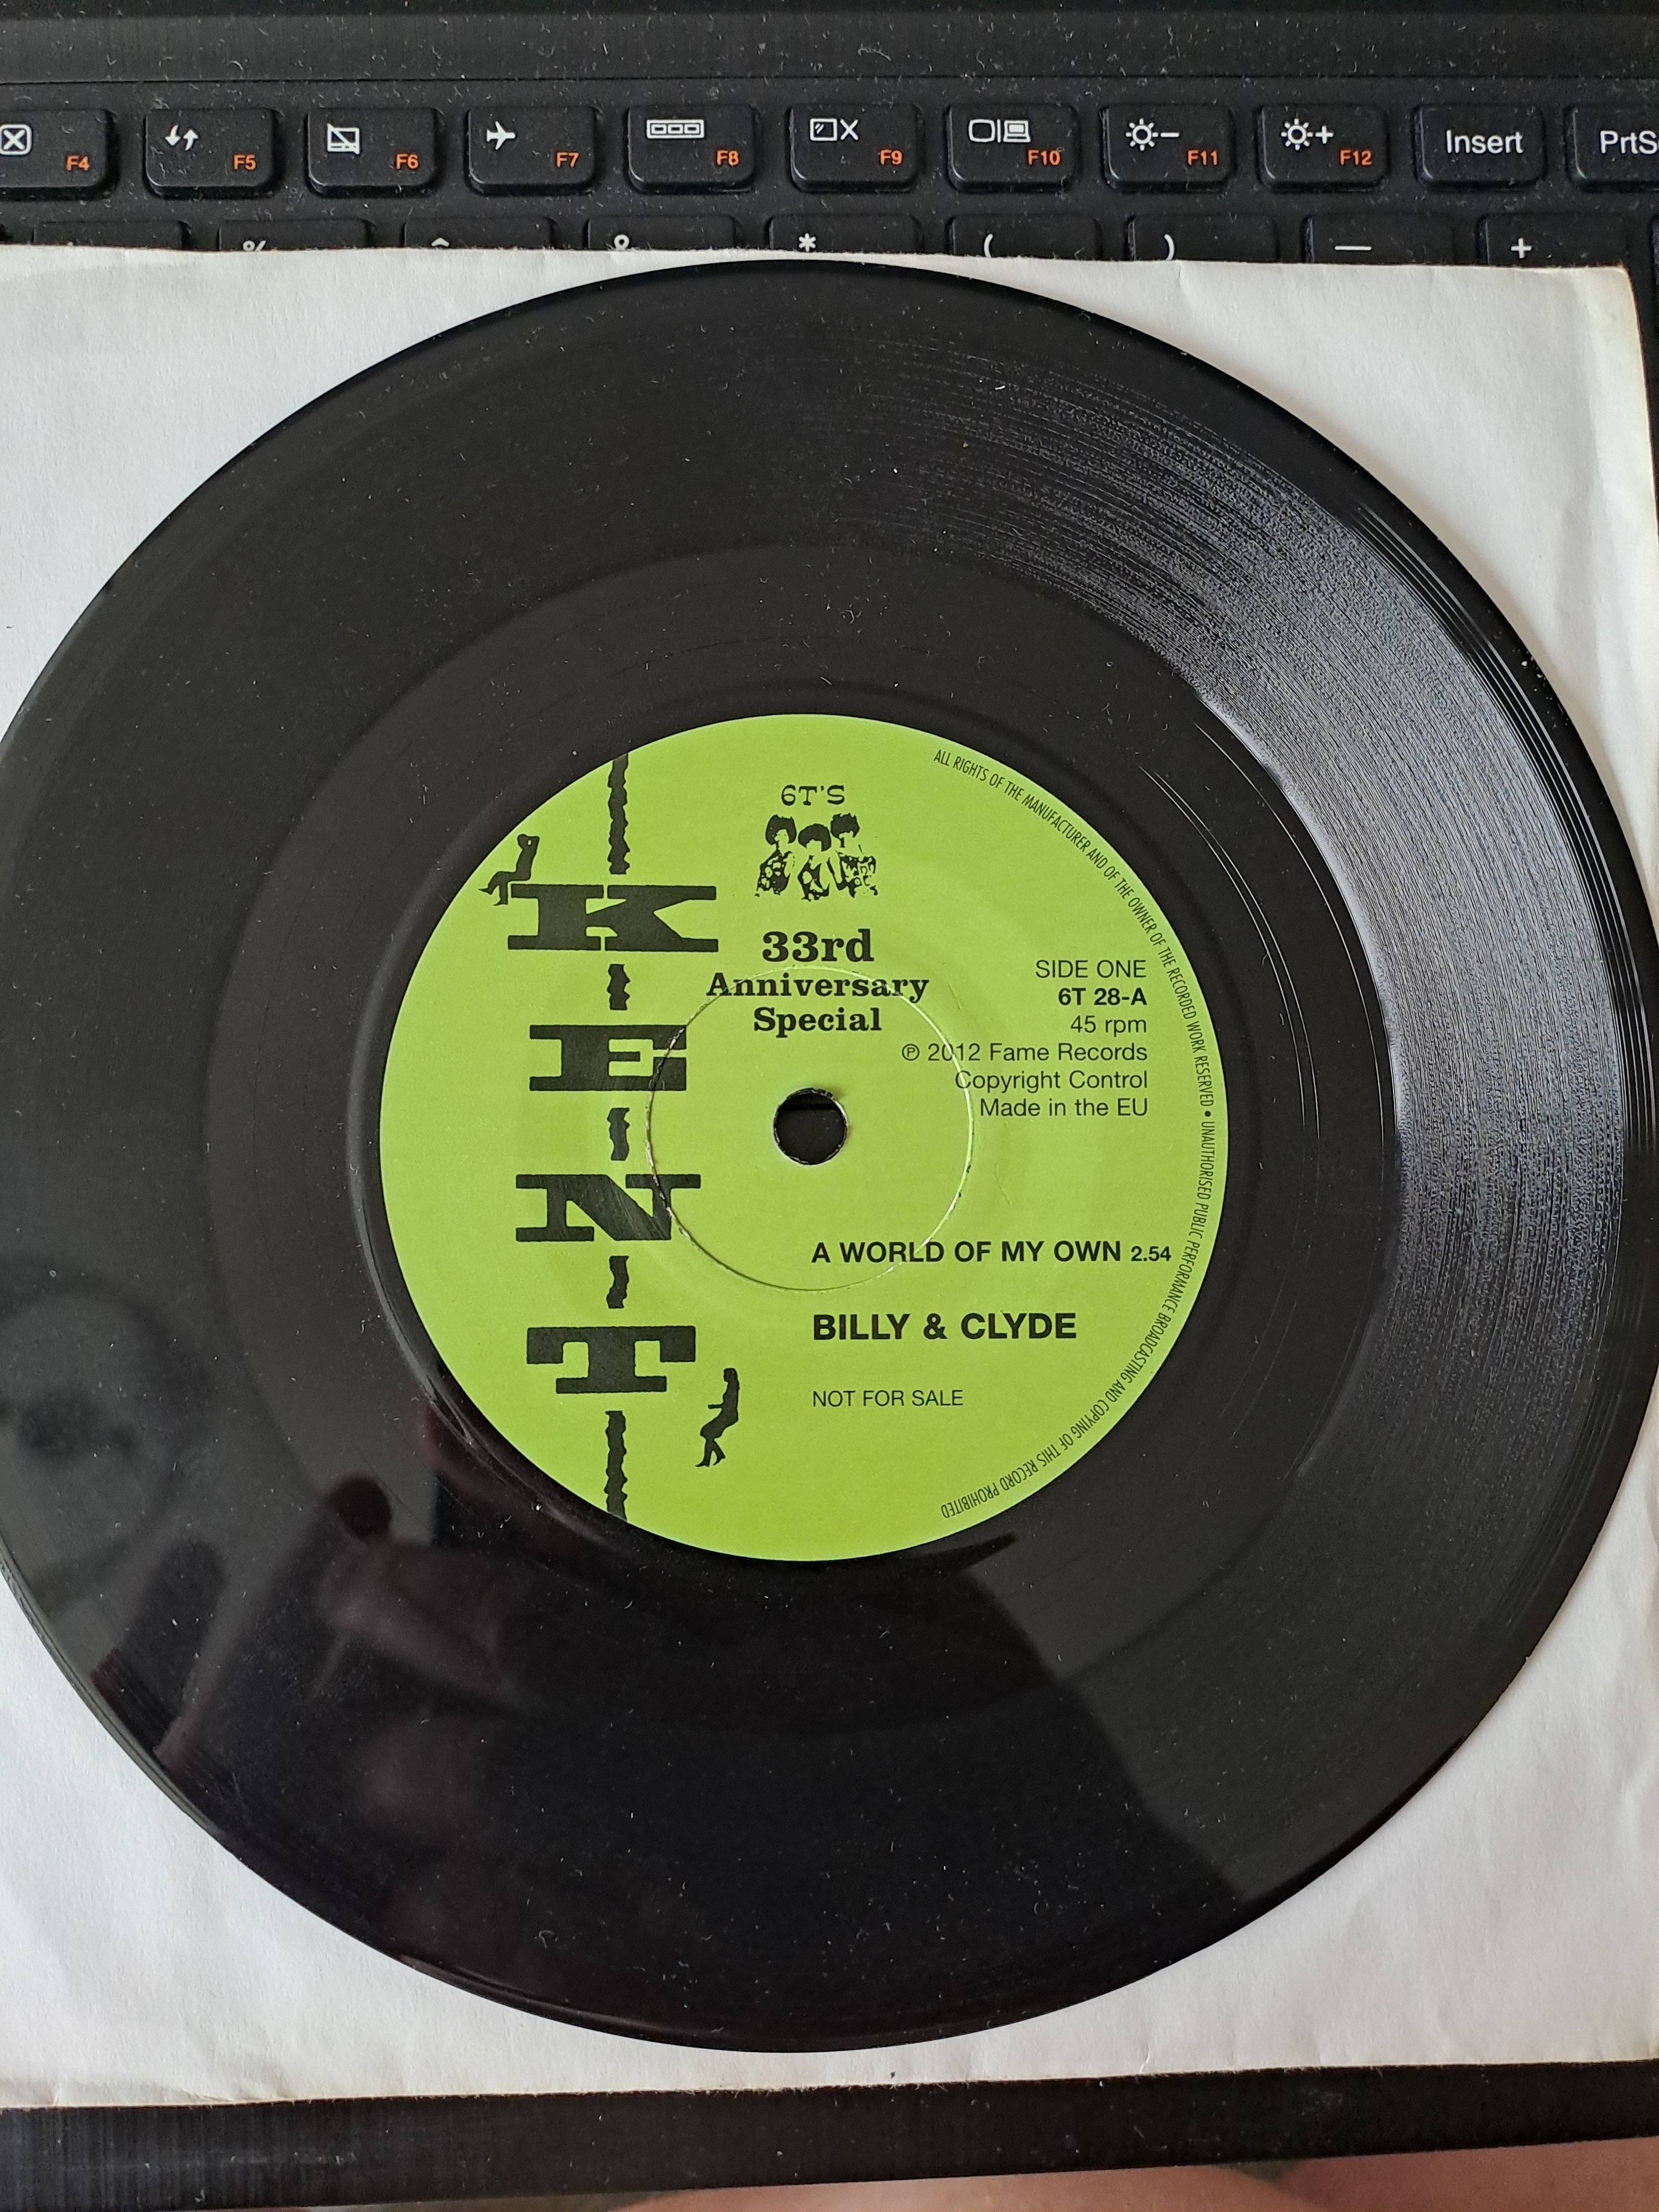 F4 F5 F6 F7 F8 F9 F10 F11 F12 Insert
% ^ & * ( ) — +
6T'S
KENT
33rd
Anniversary
Special
SIDE ONE
6T 28-A
45 rpm
℗ 2012 Fame Records
Copyright Control
Made in the EU
A WORLD OF MY OWN 2.54
BILLY & CLYDE
NOT FOR SALE
ALL RIGHTS OF THE MANUFACTURER AND OF THE OWNER OF THE RECORDED WORK RESERVED • UNAUTHORISED PUBLIC PERFORMANCE BROADCASTING AND COPYING OF THIS RECORD PROHIBITED